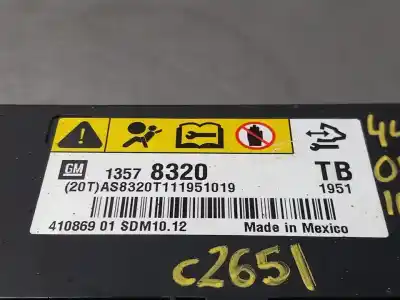 GM 1357 8320 TB
(20T)AS8320T111951019 1951
410869 01 SDM10.12 Made in Mexico
C2651